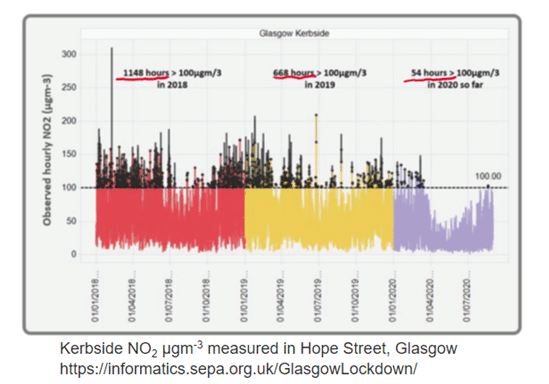 Glasgow Kerbside
Observed hourly NO2 (µgm-3)
300
250
200
150
100
50
0
1148 hours > 100µgm/3
in 2018
668 hours > 100µgm/3
in 2019
54 hours > 100µgm/3
in 2020 so far
100.00
01/01/2018...
01/04/2018...
01/07/2018...
01/10/2018...
01/01/2019...
01/04/2019...
01/07/2019...
01/10/2019...
01/01/2020...
01/04/2020...
01/07/2020...
Kerbside NO₂ µgm⁻³ measured in Hope Street, Glasgow
https://informatics.sepa.org.uk/GlasgowLockdown/